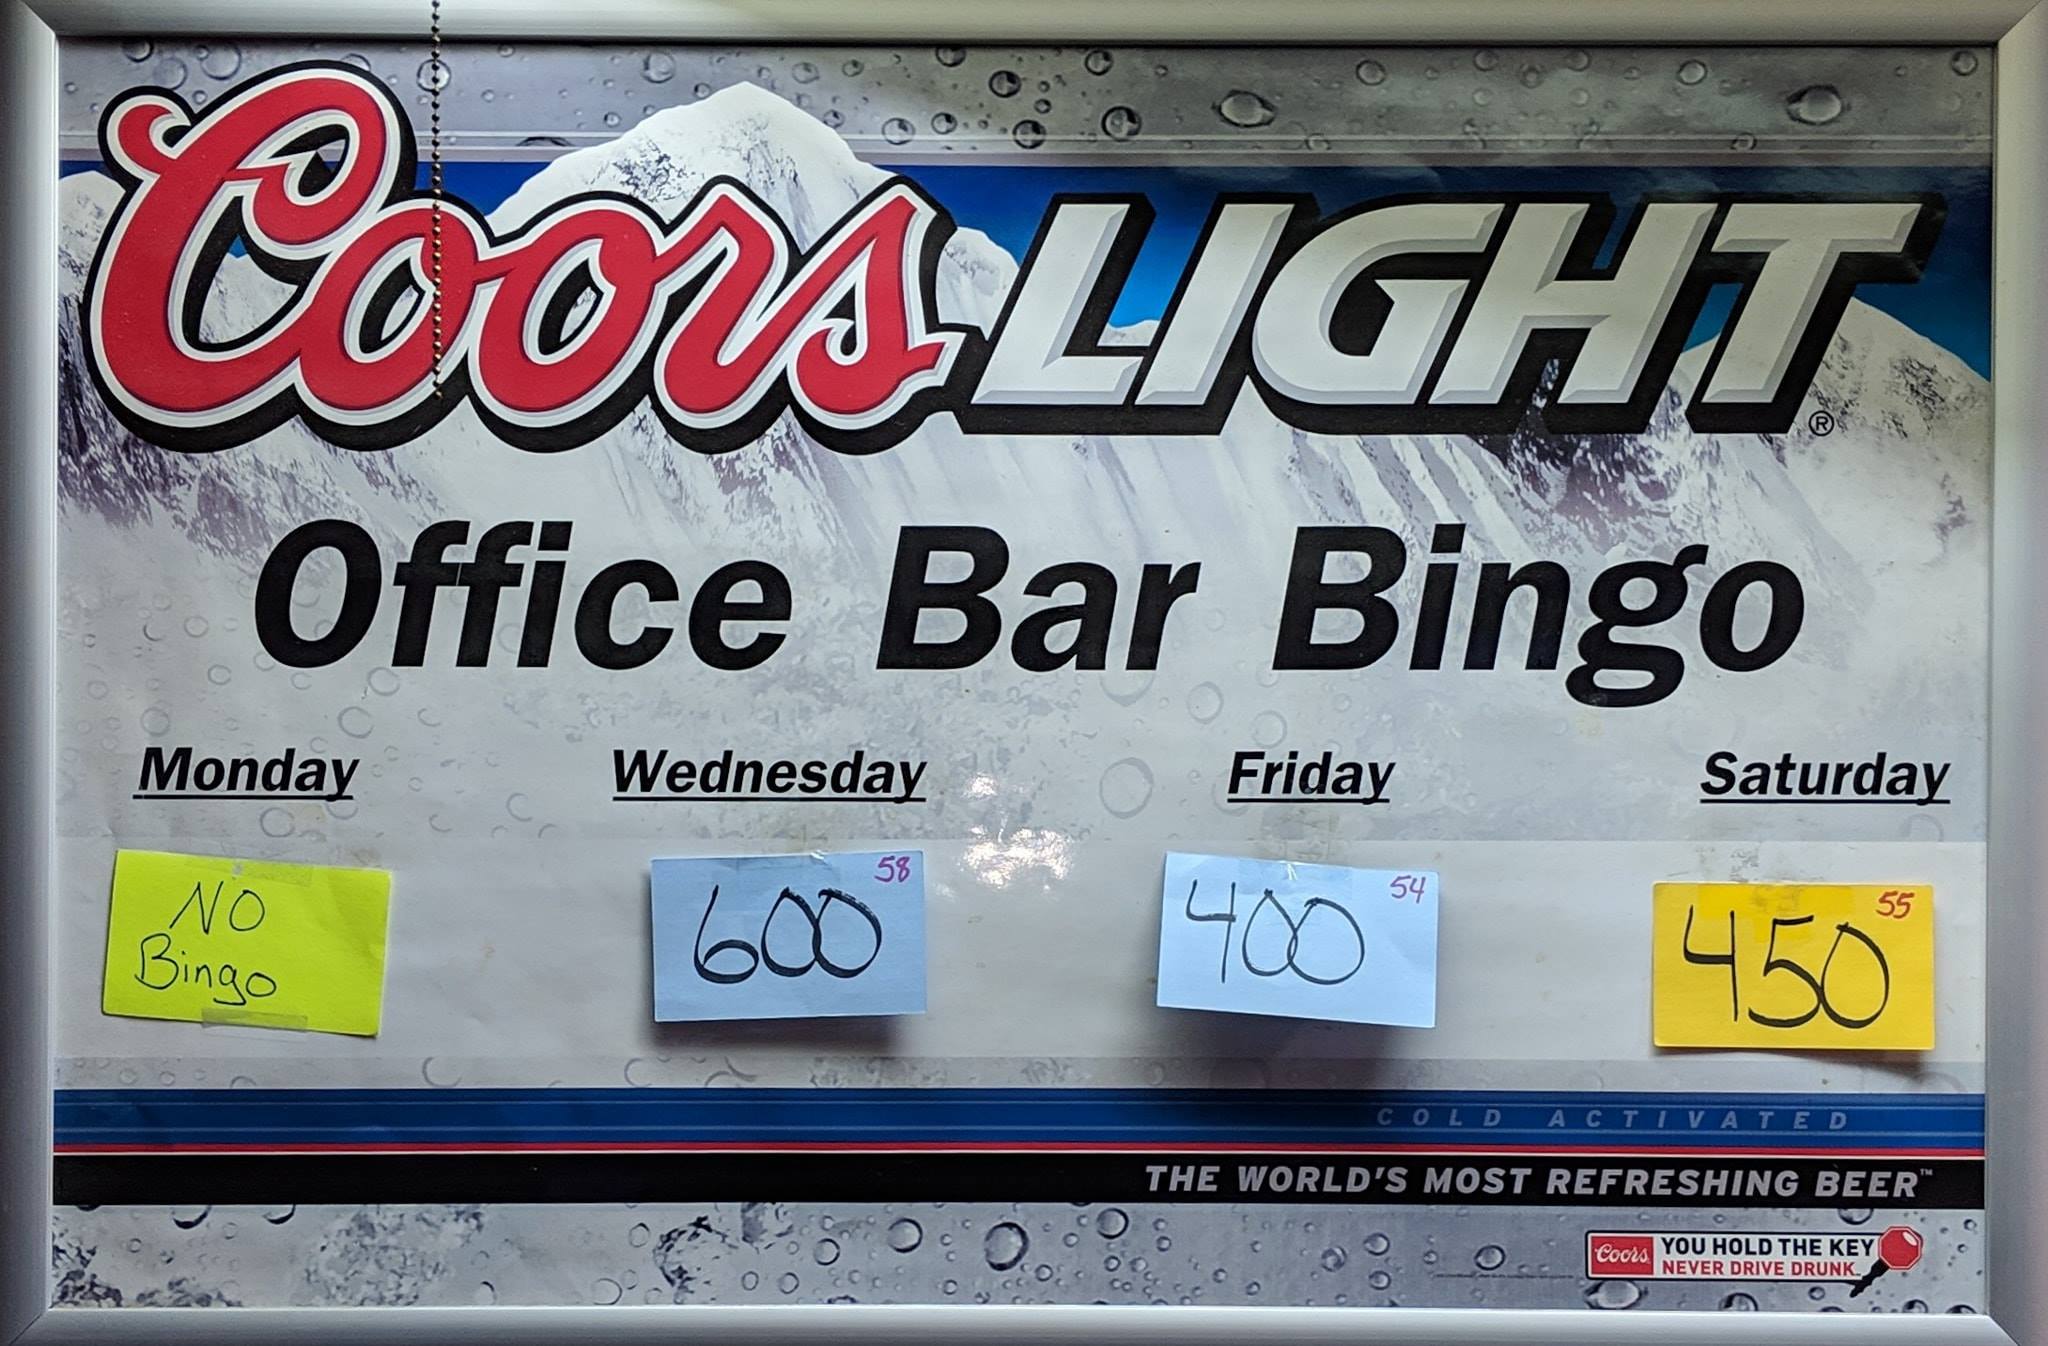 Coors LIGHT®
Office Bar Bingo
Monday Wednesday Friday Saturday
NO
Bingo
58
600
54
400
55
450
COLD ACTIVATED
THE WORLD'S MOST REFRESHING BEER™
Coors YOU HOLD THE KEY
NEVER DRIVE DRUNK